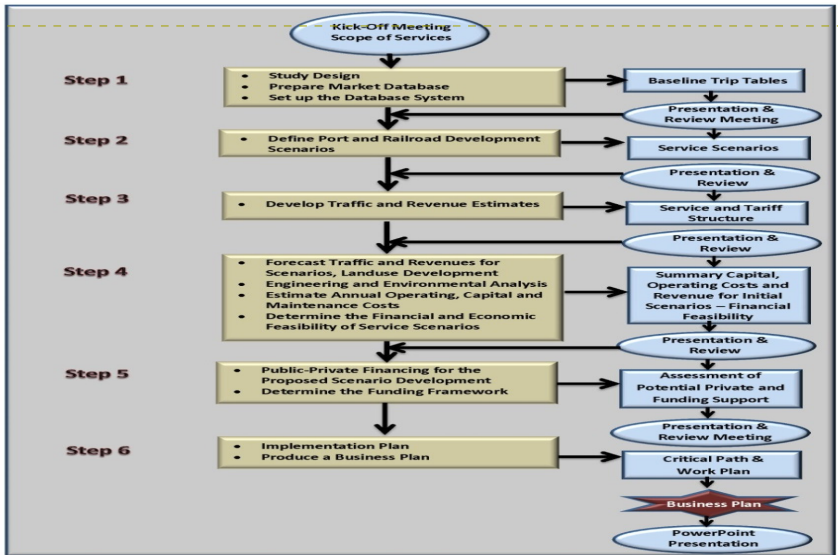 Kick-Off Meeting
Scope of Services
Step 1
• Study Design
• Prepare Market Database
• Set up the Database System
Baseline Trip Tables
Presentation &
Review Meeting
Step 2
• Define Port and Railroad Development
Scenarios
Service Scenarios
Presentation &
Review
Step 3
• Develop Traffic and Revenue Estimates
Service and Tariff
Structure
Presentation &
Review
Step 4
• Forecast Traffic and Revenues for
Scenarios, Landuse Development
• Engineering and Environmental Analysis
• Estimate Annual Operating, Capital and
Maintenance Costs
• Determine the Financial and Economic
Feasibility of Service Scenarios
Summary Capital,
Operating Costs and
Revenue for Initial
Scenarios – Financial
Feasibility
Presentation &
Review
Step 5
• Public-Private Financing for the
Proposed Scenario Development
• Determine the Funding Framework
Assessment of
Potential Private and
Funding Support
Presentation &
Review Meeting
Step 6
• Implementation Plan
• Produce a Business Plan
Critical Path &
Work Plan
Business Plan
PowerPoint
Presentation